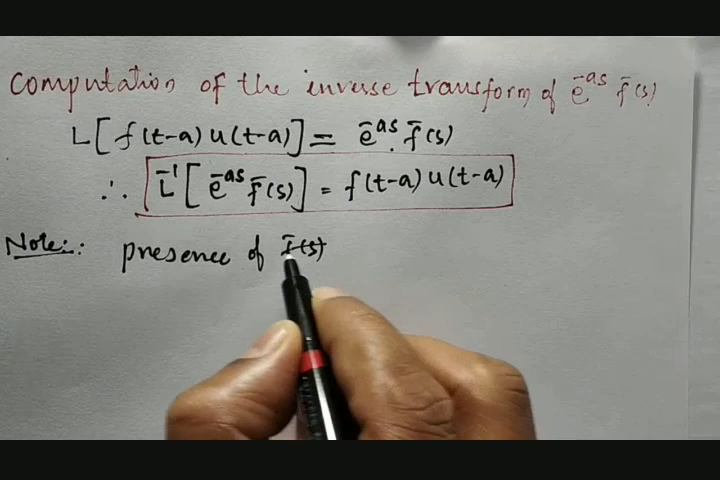 Computation of the inverse transform of e^-as f̄(s)
L[f(t-a)u(t-a)] = e^-as. f̄(s)
∴ L^-1[e^-as f̄(s)] = f(t-a)u(t-a)
Note:: presence of f̄(s)